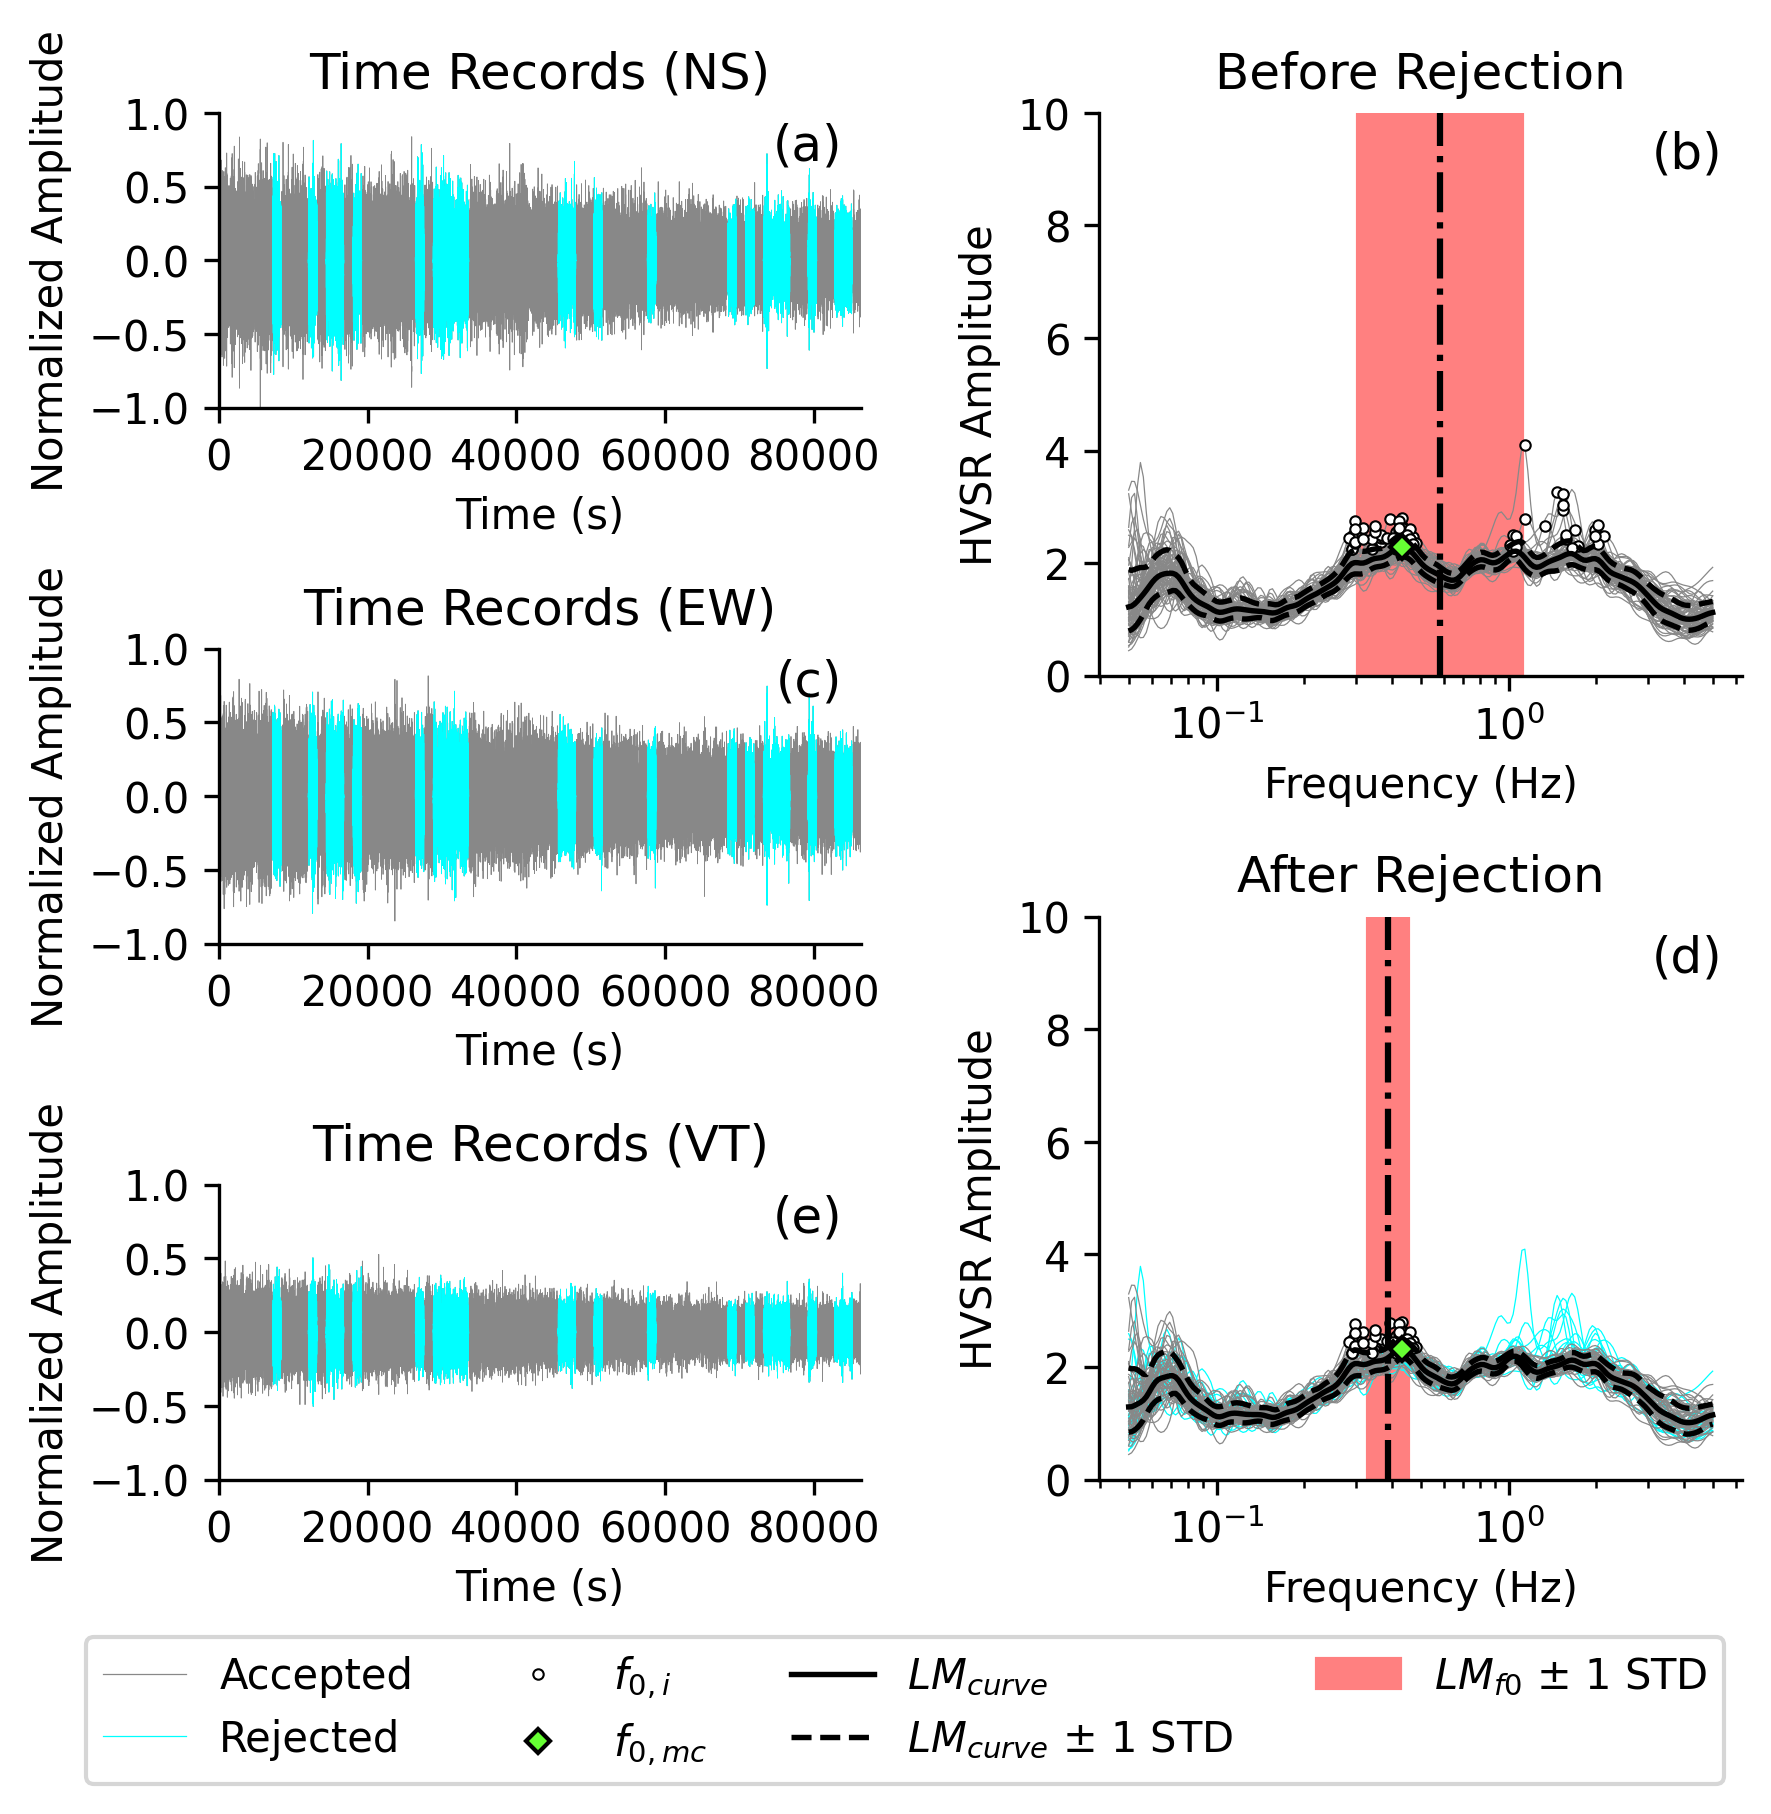 Time Records (NS)
(a)
Normalized Amplitude
1.0
0.5
0.0
−0.5
−1.0
0 20000 40000 60000 80000
Time (s)
Before Rejection
(b)
HVSR Amplitude
10
8
6
4
2
0
10⁻¹ 10⁰
Frequency (Hz)
Time Records (EW)
(c)
Normalized Amplitude
1.0
0.5
0.0
−0.5
−1.0
0 20000 40000 60000 80000
Time (s)
After Rejection
(d)
HVSR Amplitude
10
8
6
4
2
0
10⁻¹ 10⁰
Frequency (Hz)
Time Records (VT)
(e)
Normalized Amplitude
1.0
0.5
0.0
−0.5
−1.0
0 20000 40000 60000 80000
Time (s)
Accepted
Rejected
f0,i
f0,mc
LMcurve
LMcurve ± 1 STD
LMf0 ± 1 STD